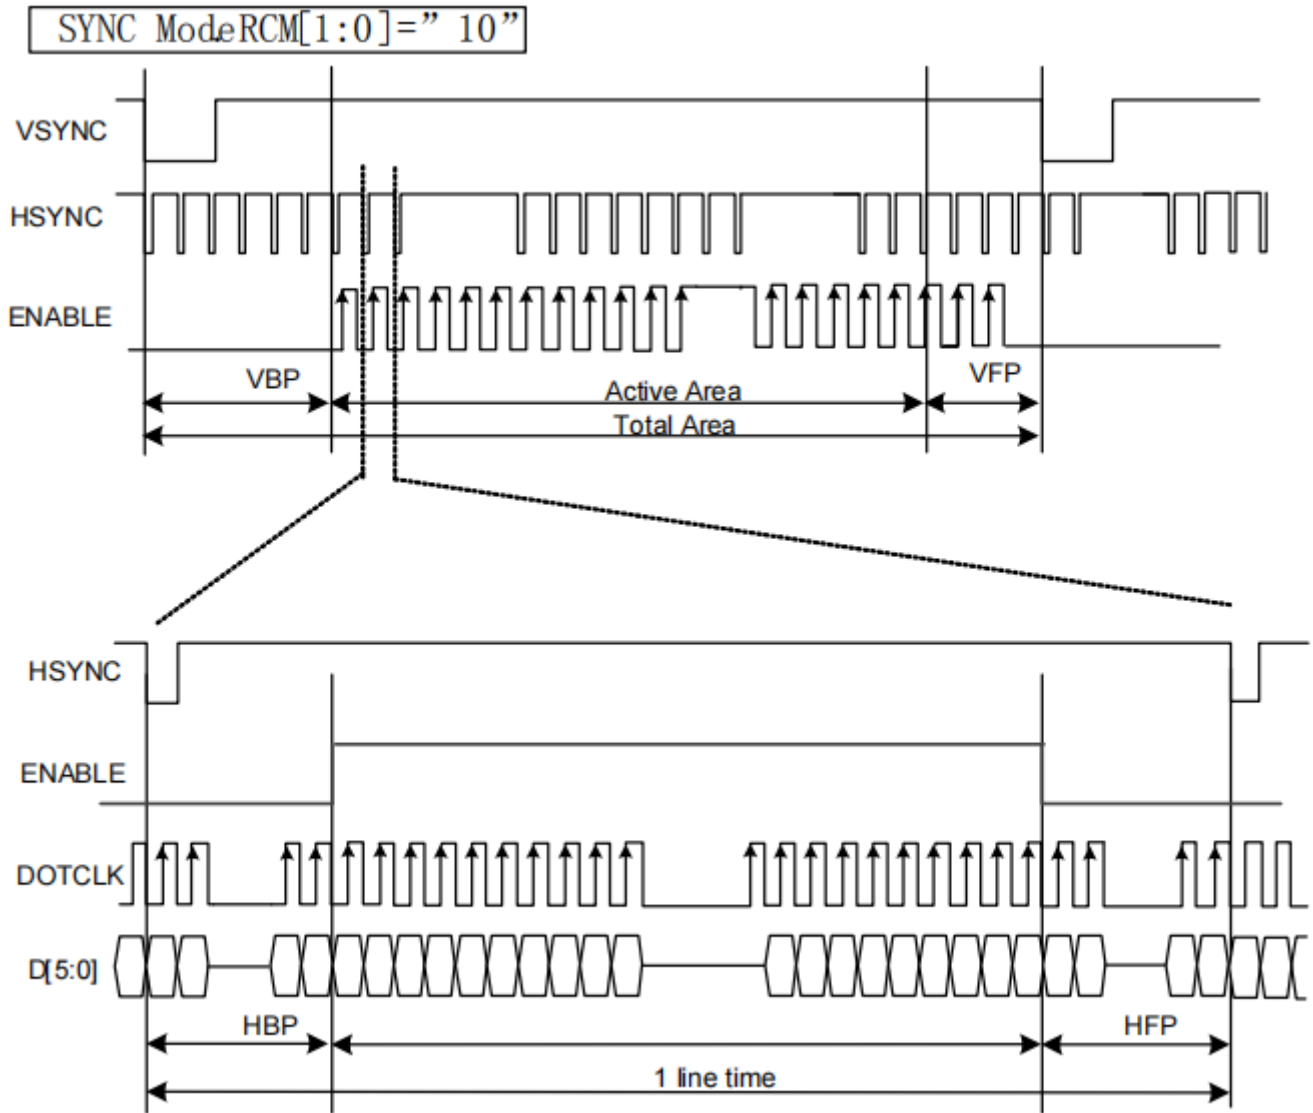 SYNC ModeRCM[1:0]=” 10”
VSYNC
HSYNC
ENABLE
VBP
Active Area
VFP
Total Area
HSYNC
ENABLE
DOTCLK
D[5:0]
HBP
HFP
1 line time